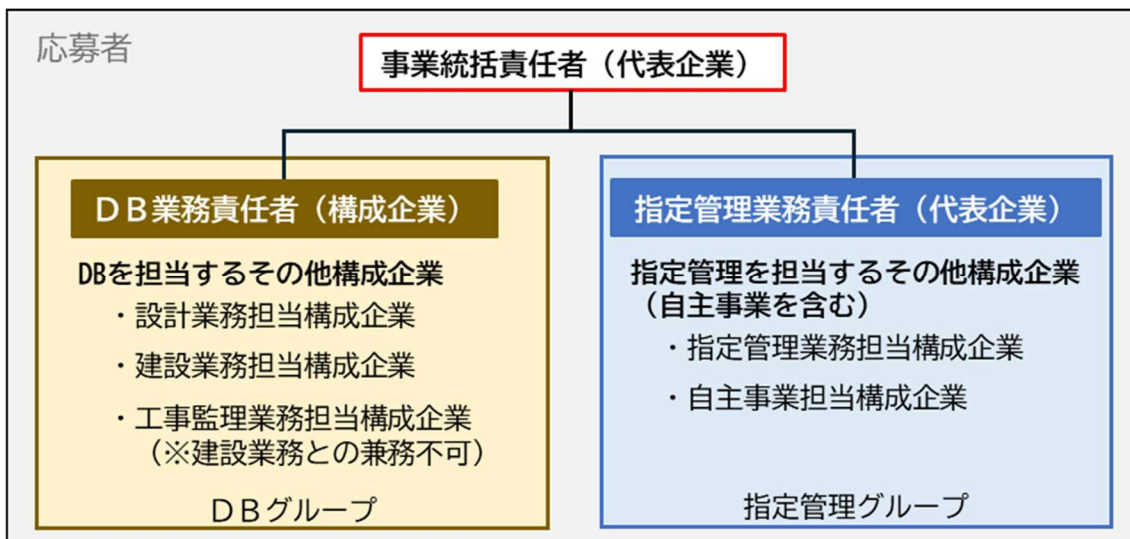 応募者
事業統括責任者（代表企業）
ＤＢ業務責任者（構成企業）
DBを担当するその他構成企業
・設計業務担当構成企業
・建設業務担当構成企業
・工事監理業務担当構成企業
（※建設業務との兼務不可）
ＤＢグループ
指定管理業務責任者（代表企業）
指定管理を担当するその他構成企業
（自主事業を含む）
・指定管理業務担当構成企業
・自主事業担当構成企業
指定管理グループ